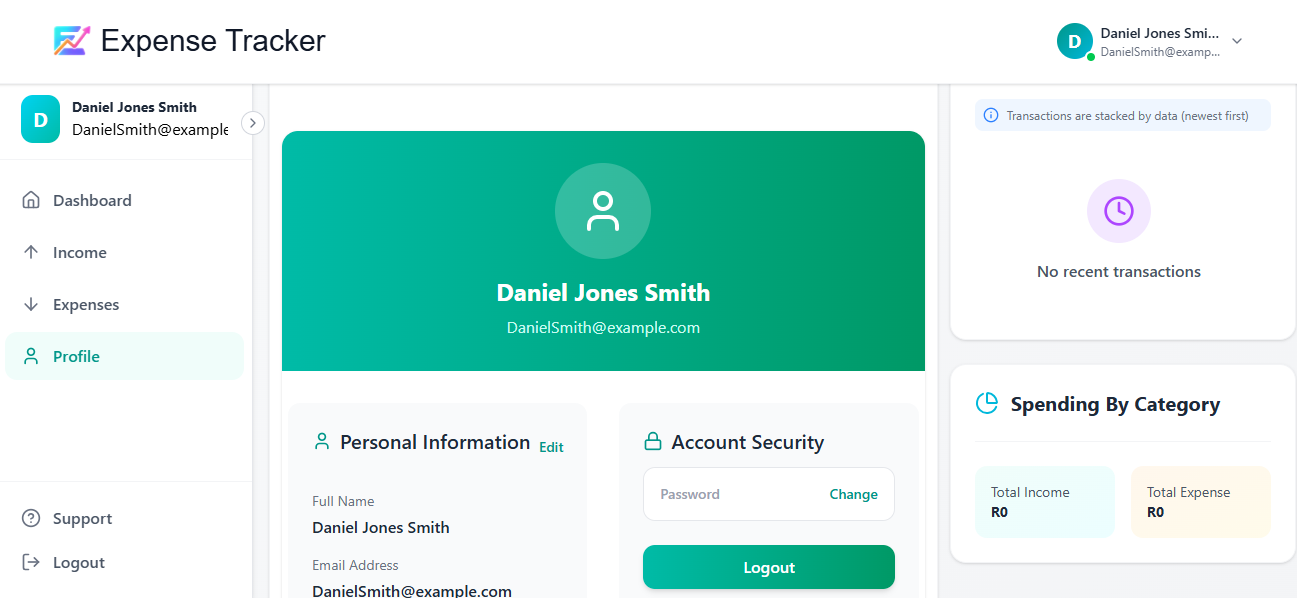 Expense Tracker
D
Daniel Jones Smi...
DanielSmith@examp...
D
Daniel Jones Smith
DanielSmith@example
Dashboard
Income
Expenses
Profile
Support
Logout
Daniel Jones Smith
DanielSmith@example.com
Personal Information Edit
Full Name
Daniel Jones Smith
Email Address
DanielSmith@example.com
Account Security
Password Change
Logout
Transactions are stacked by data (newest first)
No recent transactions
Spending By Category
Total Income
R0
Total Expense
R0